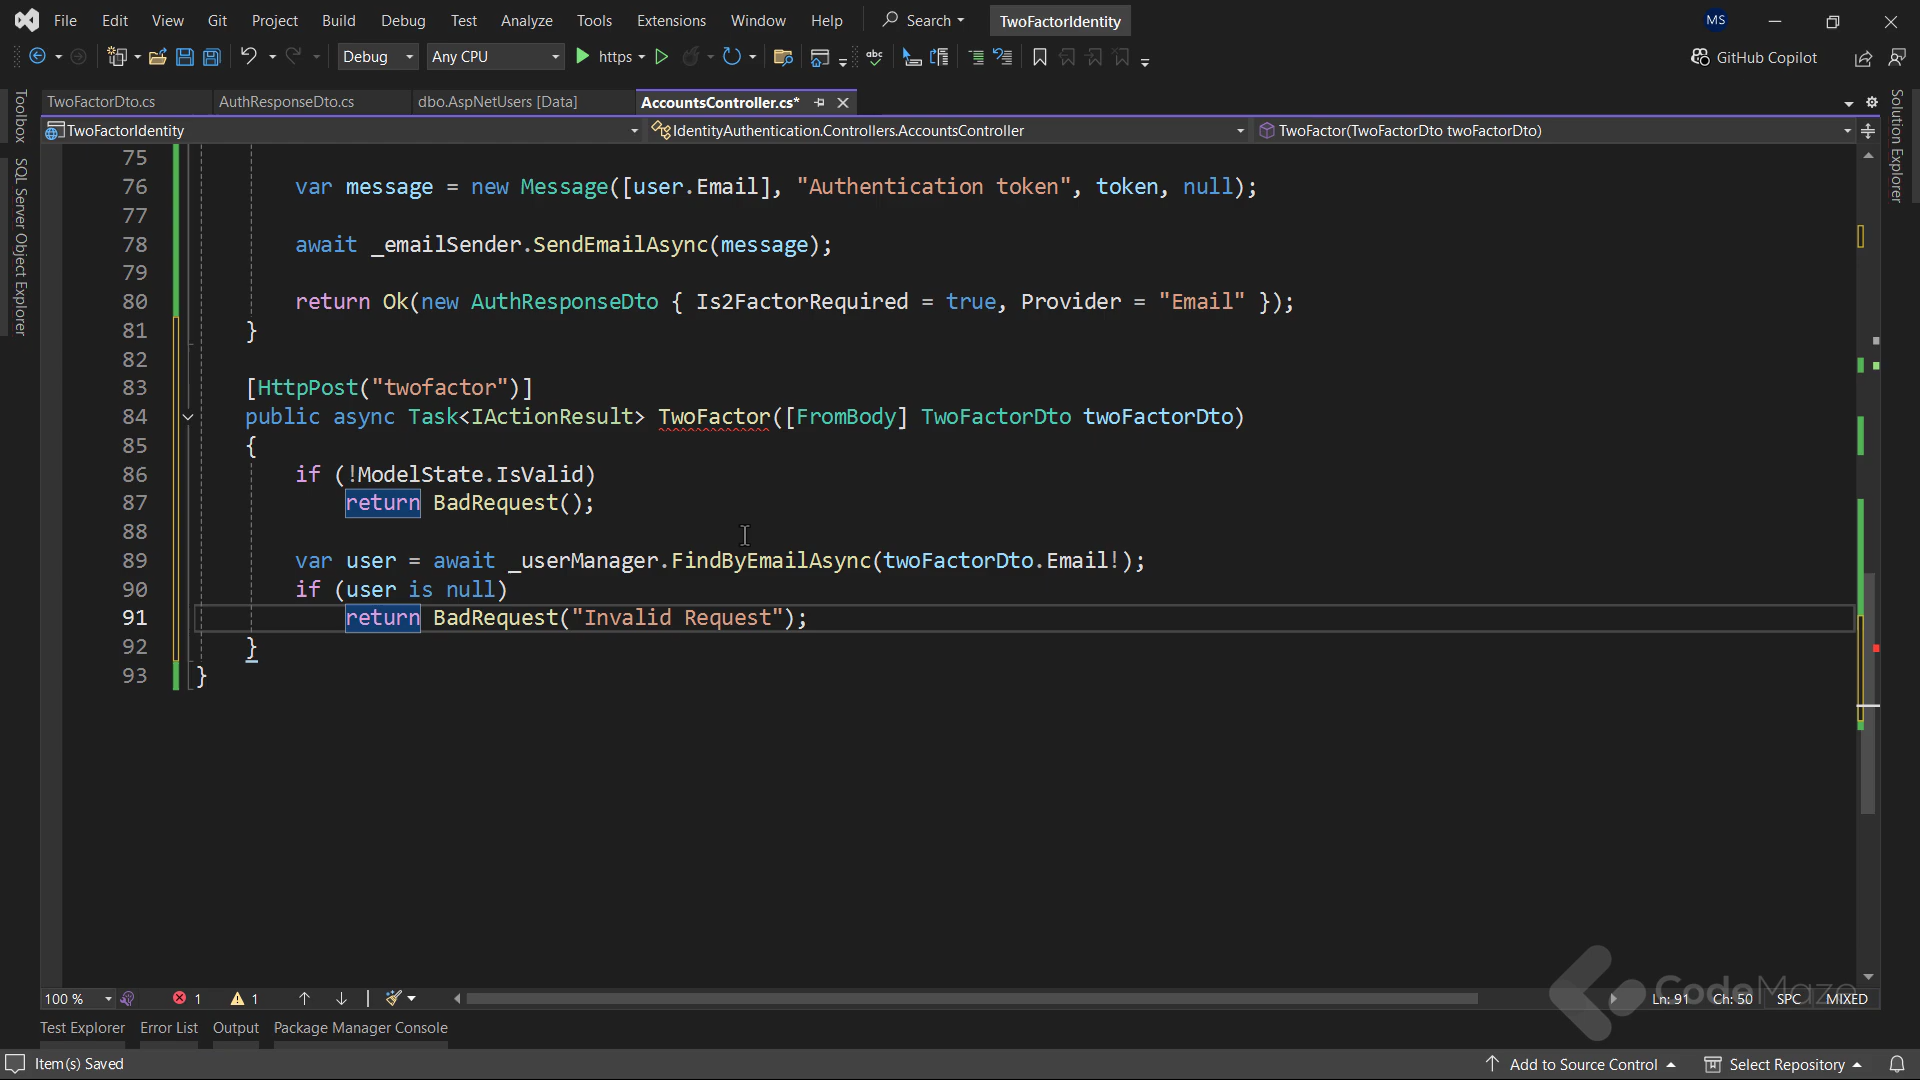 File Edit View Git Project Build Debug Test Analyze Tools Extensions Window Help Search TwoFactorIdentity MS
Debug Any CPU https abc GitHub Copilot
TwoFactorDto.cs AuthResponseDto.cs dbo.AspNetUsers [Data] AccountsController.cs*
TwoFactorIdentity IdentityAuthentication.Controllers.AccountsController TwoFactor(TwoFactorDto twoFactorDto)
Toolbox
SQL Server Object Explorer
Solution Explorer
75
76 var message = new Message([user.Email], "Authentication token", token, null);
77
78 await _emailSender.SendEmailAsync(message);
79
80 return Ok(new AuthResponseDto { Is2FactorRequired = true, Provider = "Email" });
81 }
82
83 [HttpPost("twofactor")]
84 public async Task<IActionResult> TwoFactor([FromBody] TwoFactorDto twoFactorDto)
85 {
86 if (!ModelState.IsValid)
87 return BadRequest();
88
89 var user = await _userManager.FindByEmailAsync(twoFactorDto.Email!);
90 if (user is null)
91 return BadRequest("Invalid Request");
92 }
93 }
CodeMaze
100 % 1 1 Ln: 91 Ch: 50 SPC MIXED
Test Explorer Error List Output Package Manager Console
Item(s) Saved Add to Source Control Select Repository